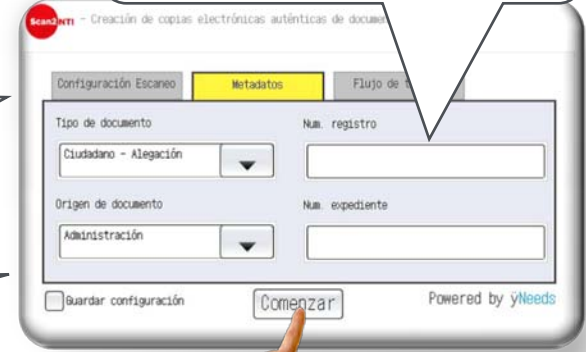 Scan2NTI - Creación de copias electrónicas auténticas de
Configuración Escaneo
Metadatos
Flujo de
Tipo de documento
Num. registro
Ciudadano - Alegación
Origen de documento
Num. expediente
Administración
Guardar configuración
Comenzar
Powered by ÿNeeds